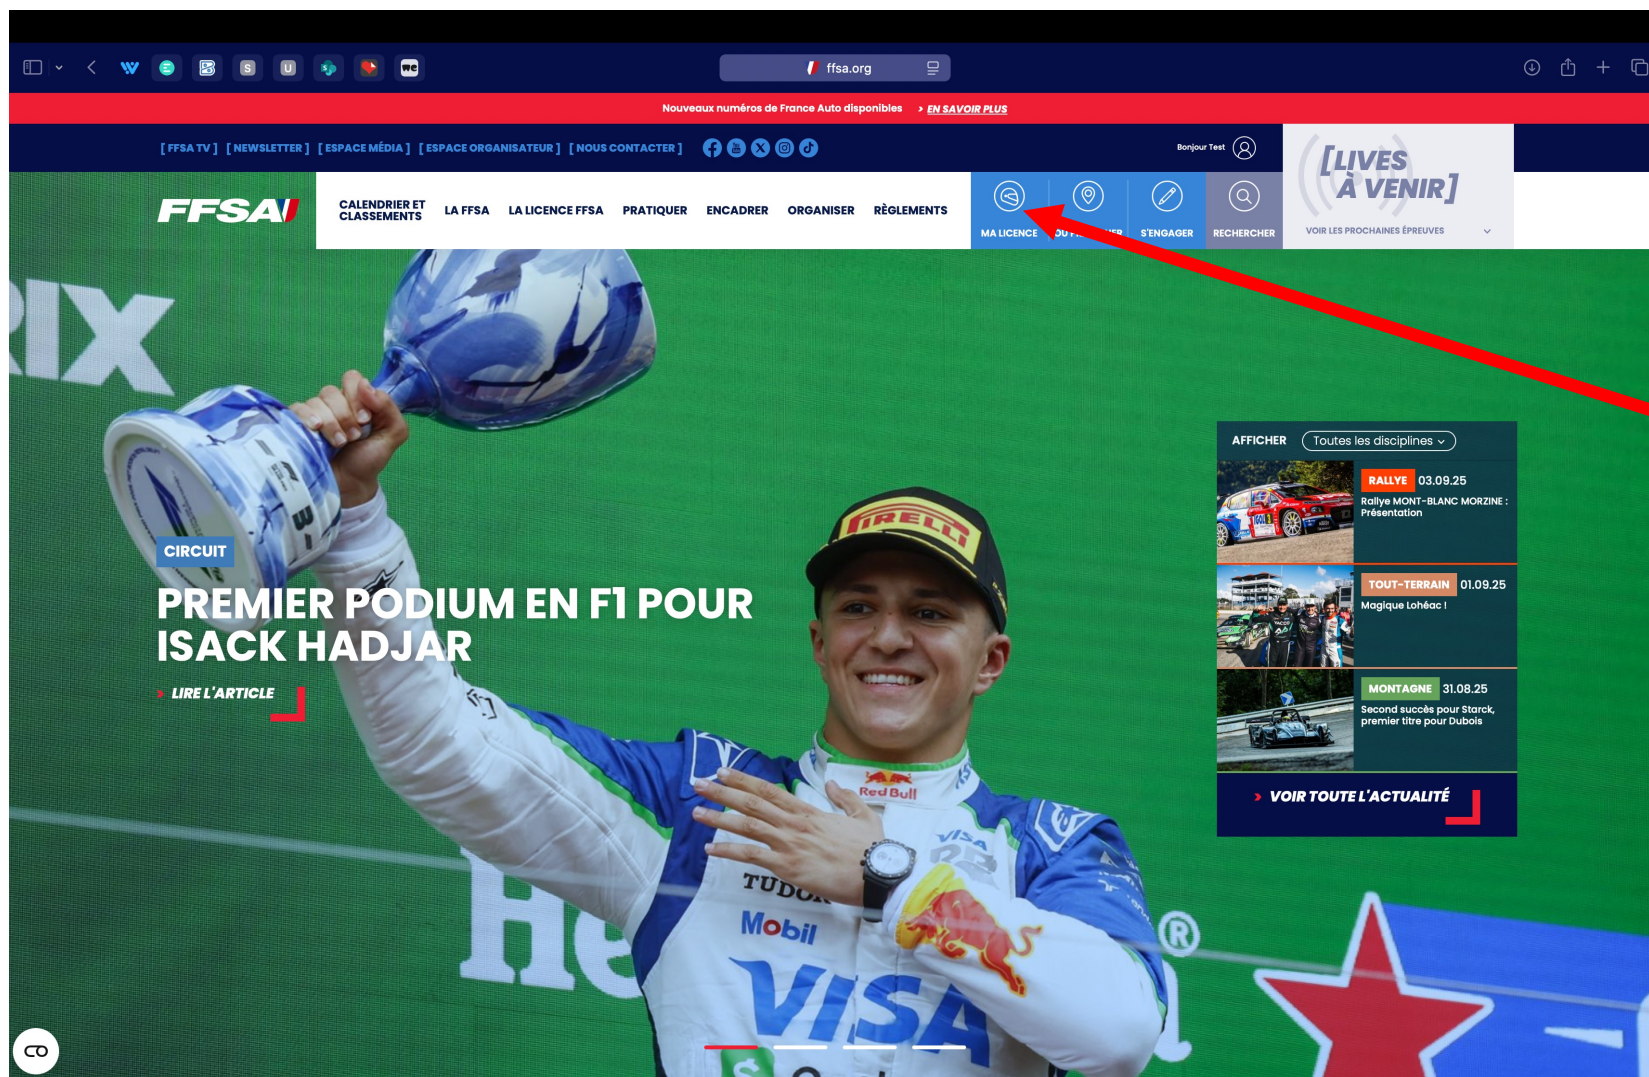 ffsa.org
Nouveaux numéros de France Auto disponibles > EN SAVOIR PLUS
[ FFSA TV ] [ NEWSLETTER ] [ ESPACE MÉDIA ] [ ESPACE ORGANISATEUR ] [ NOUS CONTACTER ]
Bonjour Test
[LIVES
À VENIR]
VOIR LES PROCHAINES ÉPREUVES
FFSA
CALENDRIER ET
CLASSEMENTS
LA FFSA
LA LICENCE FFSA
PRATIQUER
ENCADRER
ORGANISER
RÈGLEMENTS
MA LICENCE
S'ENGAGER
RECHERCHER
RIX
AFFICHER
Toutes les disciplines
RALLYE 03.09.25
Rallye MONT-BLANC MORZINE :
Présentation
TOUT-TERRAIN 01.09.25
Magique Lohéac !
MONTAGNE 31.08.25
Second succès pour Starck,
premier titre pour Dubois
> VOIR TOUTE L'ACTUALITÉ
CIRCUIT
PREMIER PODIUM EN F1 POUR
ISACK HADJAR
> LIRE L'ARTICLE
PIRELLI
Red Bull
VISA
RB
TUDOR
Mobil
VISA
He
®